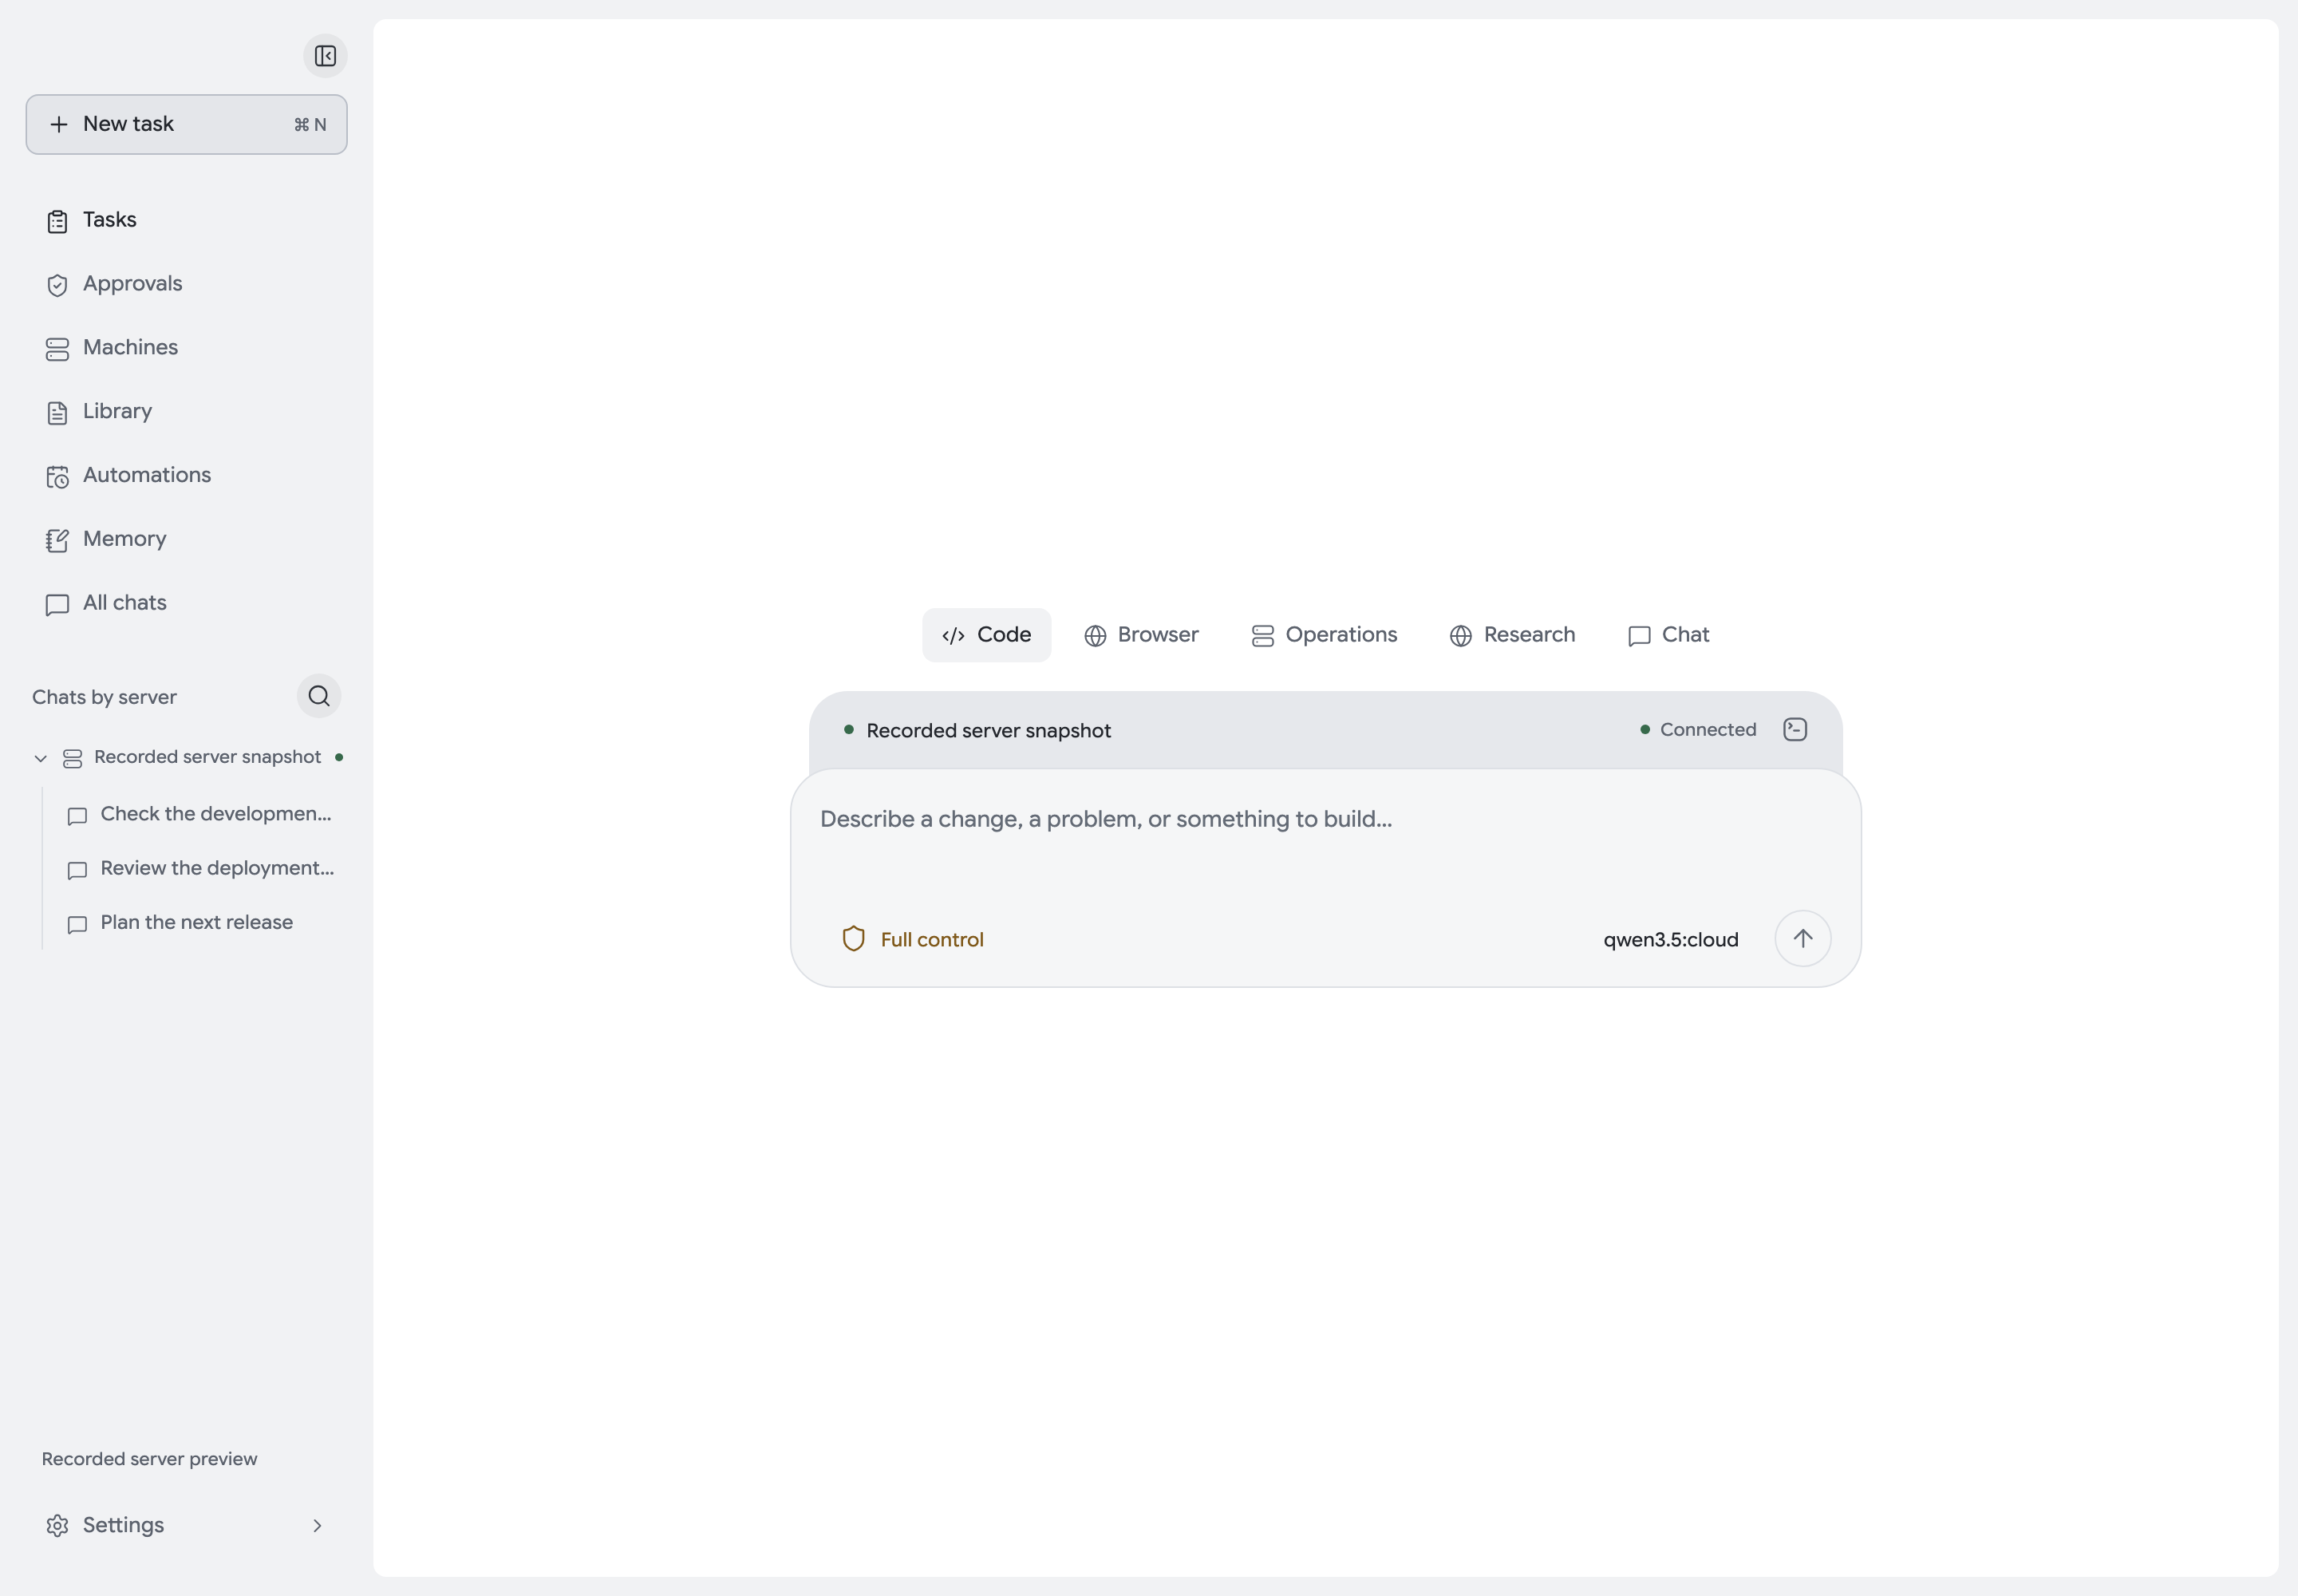 New task ⌘ N
Tasks
Approvals
Machines
Library
Automations
Memory
All chats
Chats by server
Recorded server snapshot
Check the developmen...
Review the deployment...
Plan the next release
Recorded server preview
Settings
Code Browser Operations Research Chat
Recorded server snapshot Connected
Describe a change, a problem, or something to build...
Full control qwen3.5:cloud